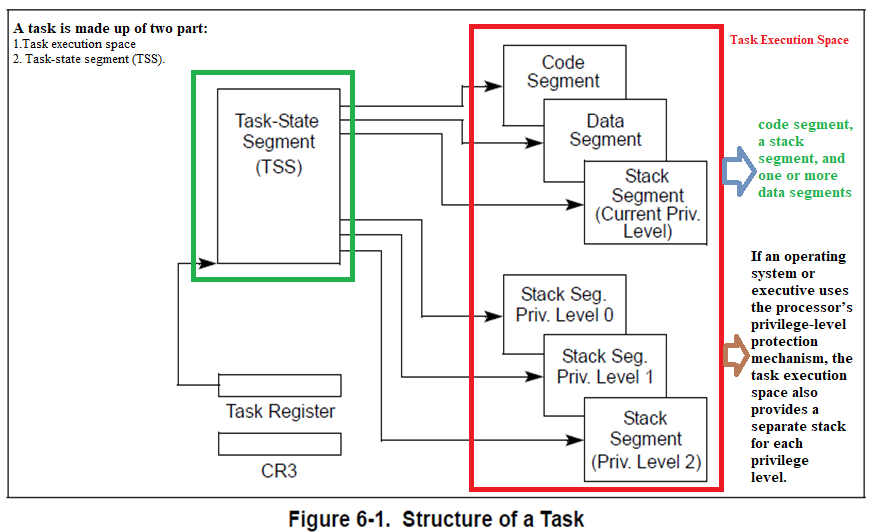 A task is made up of two part:
1.Task execution space
2. Task-state segment (TSS).
Task Execution Space
Code
Segment
Task-State
Segment
(TSS)
Data
Segment
Stack
Segment
(Current Priv.
Level)
code segment,
a stack
segment, and
one or more
data segments
Stack Seg.
Priv. Level 0
Stack Seg.
Priv. Level 1
Stack
Segment
(Priv. Level 2)
If an operating
system or
executive uses
the processor's
privilege-level
protection
mechanism, the
task execution
space also
provides a
separate stack
for each
privilege
level.
Task Register
CR3
Figure 6-1. Structure of a Task